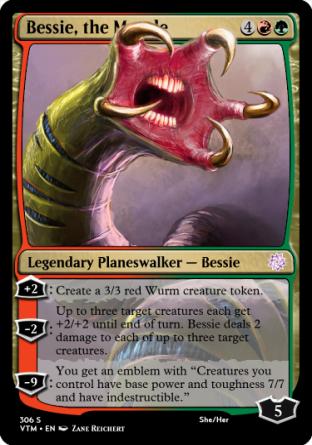 Bessie, the M
4
Legendary Planeswalker — Bessie
+2: Create a 3/3 red Wurm creature token.
Up to three target creatures each get
-2: +2/+2 until end of turn. Bessie deals 2
damage to each of up to three target
creatures.
You get an emblem with “Creatures you
-9: control have base power and toughness 7/7
and have indestructible.”
5
306 S
She/Her
VTM • EN Zane Reichert